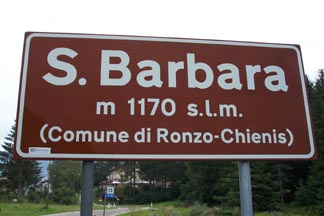 S. Barbara
m 1170 s.l.m.
(Comune di Ronzo-Chienis)